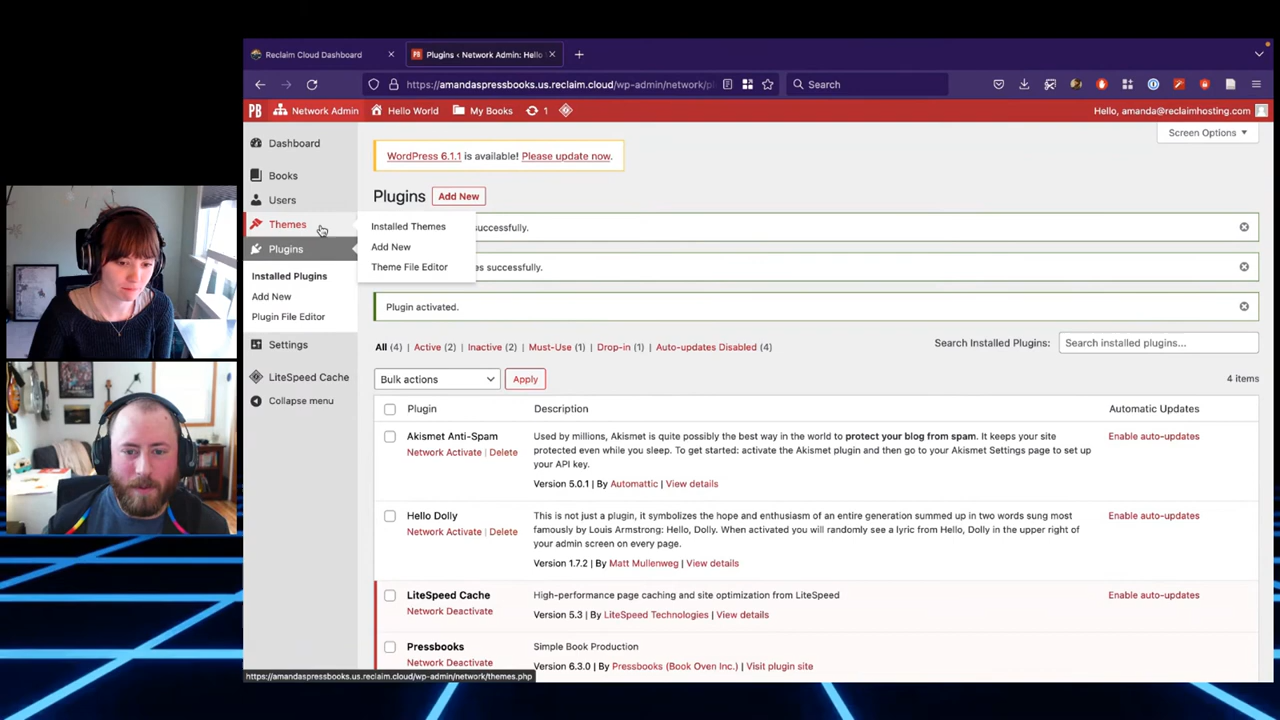 Reclaim Cloud Dashboard
Plugins ‹ Network Admin: Hello
https://amandaspressbooks.us.reclaim.cloud/wp-admin/network/pl
Search
PB
Network Admin
Hello World
My Books
1
Hello, amanda@reclaimhosting.com
Screen Options
Dashboard
Books
Users
Themes
Plugins
Installed Plugins
Add New
Plugin File Editor
Settings
LiteSpeed Cache
Collapse menu
Installed Themes
Add New
Theme File Editor
WordPress 6.1.1 is available! Please update now.
Plugins
Add New
successfully.
es successfully.
Plugin activated.
All (4) | Active (2) | Inactive (2) | Must-Use (1) | Drop-in (1) | Auto-updates Disabled (4)
Search Installed Plugins:
Search installed plugins...
Bulk actions
Apply
4 items
Plugin
Description
Automatic Updates
Akismet Anti-Spam
Network Activate | Delete
Used by millions, Akismet is quite possibly the best way in the world to protect your blog from spam. It keeps your site
protected even while you sleep. To get started: activate the Akismet plugin and then go to your Akismet Settings page to set up
your API key.
Version 5.0.1 | By Automattic | View details
Enable auto-updates
Hello Dolly
Network Activate | Delete
This is not just a plugin, it symbolizes the hope and enthusiasm of an entire generation summed up in two words sung most
famously by Louis Armstrong: Hello, Dolly. When activated you will randomly see a lyric from Hello, Dolly in the upper right of
your admin screen on every page.
Version 1.7.2 | By Matt Mullenweg | View details
Enable auto-updates
LiteSpeed Cache
Network Deactivate
High-performance page caching and site optimization from LiteSpeed
Version 5.3 | By LiteSpeed Technologies | View details
Enable auto-updates
Pressbooks
Network Deactivate
Simple Book Production
Version 6.3.0 | By Pressbooks (Book Oven Inc.) | Visit plugin site
https://amandaspressbooks.us.reclaim.cloud/wp-admin/network/themes.php